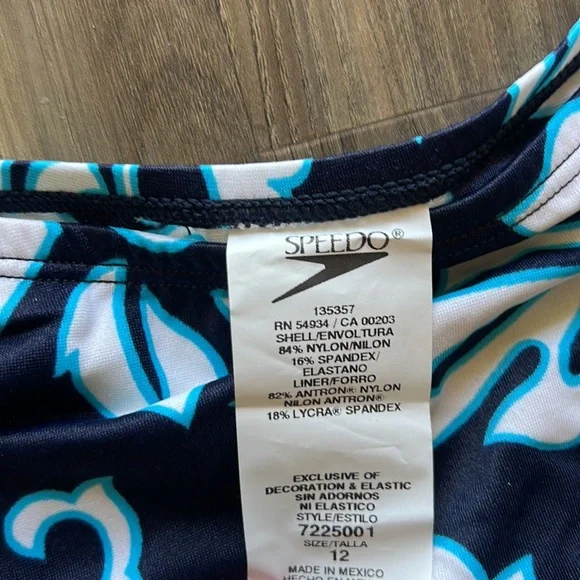 SPEEDO®
135357
RN 54934 / CA 00203
SHELL/ENVOLTURA
84% NYLON/NILON
16% SPANDEX/
ELASTANO
LINER/FORRO
82% ANTRON® NYLON
NILON ANTRON®
18% LYCRA® SPANDEX
EXCLUSIVE OF
DECORATION & ELASTIC
SIN ADORNOS
NI ELASTICO
STYLE/ESTILO
7225001
SIZE/TALLA
12
MADE IN MEXICO
HECHO EN